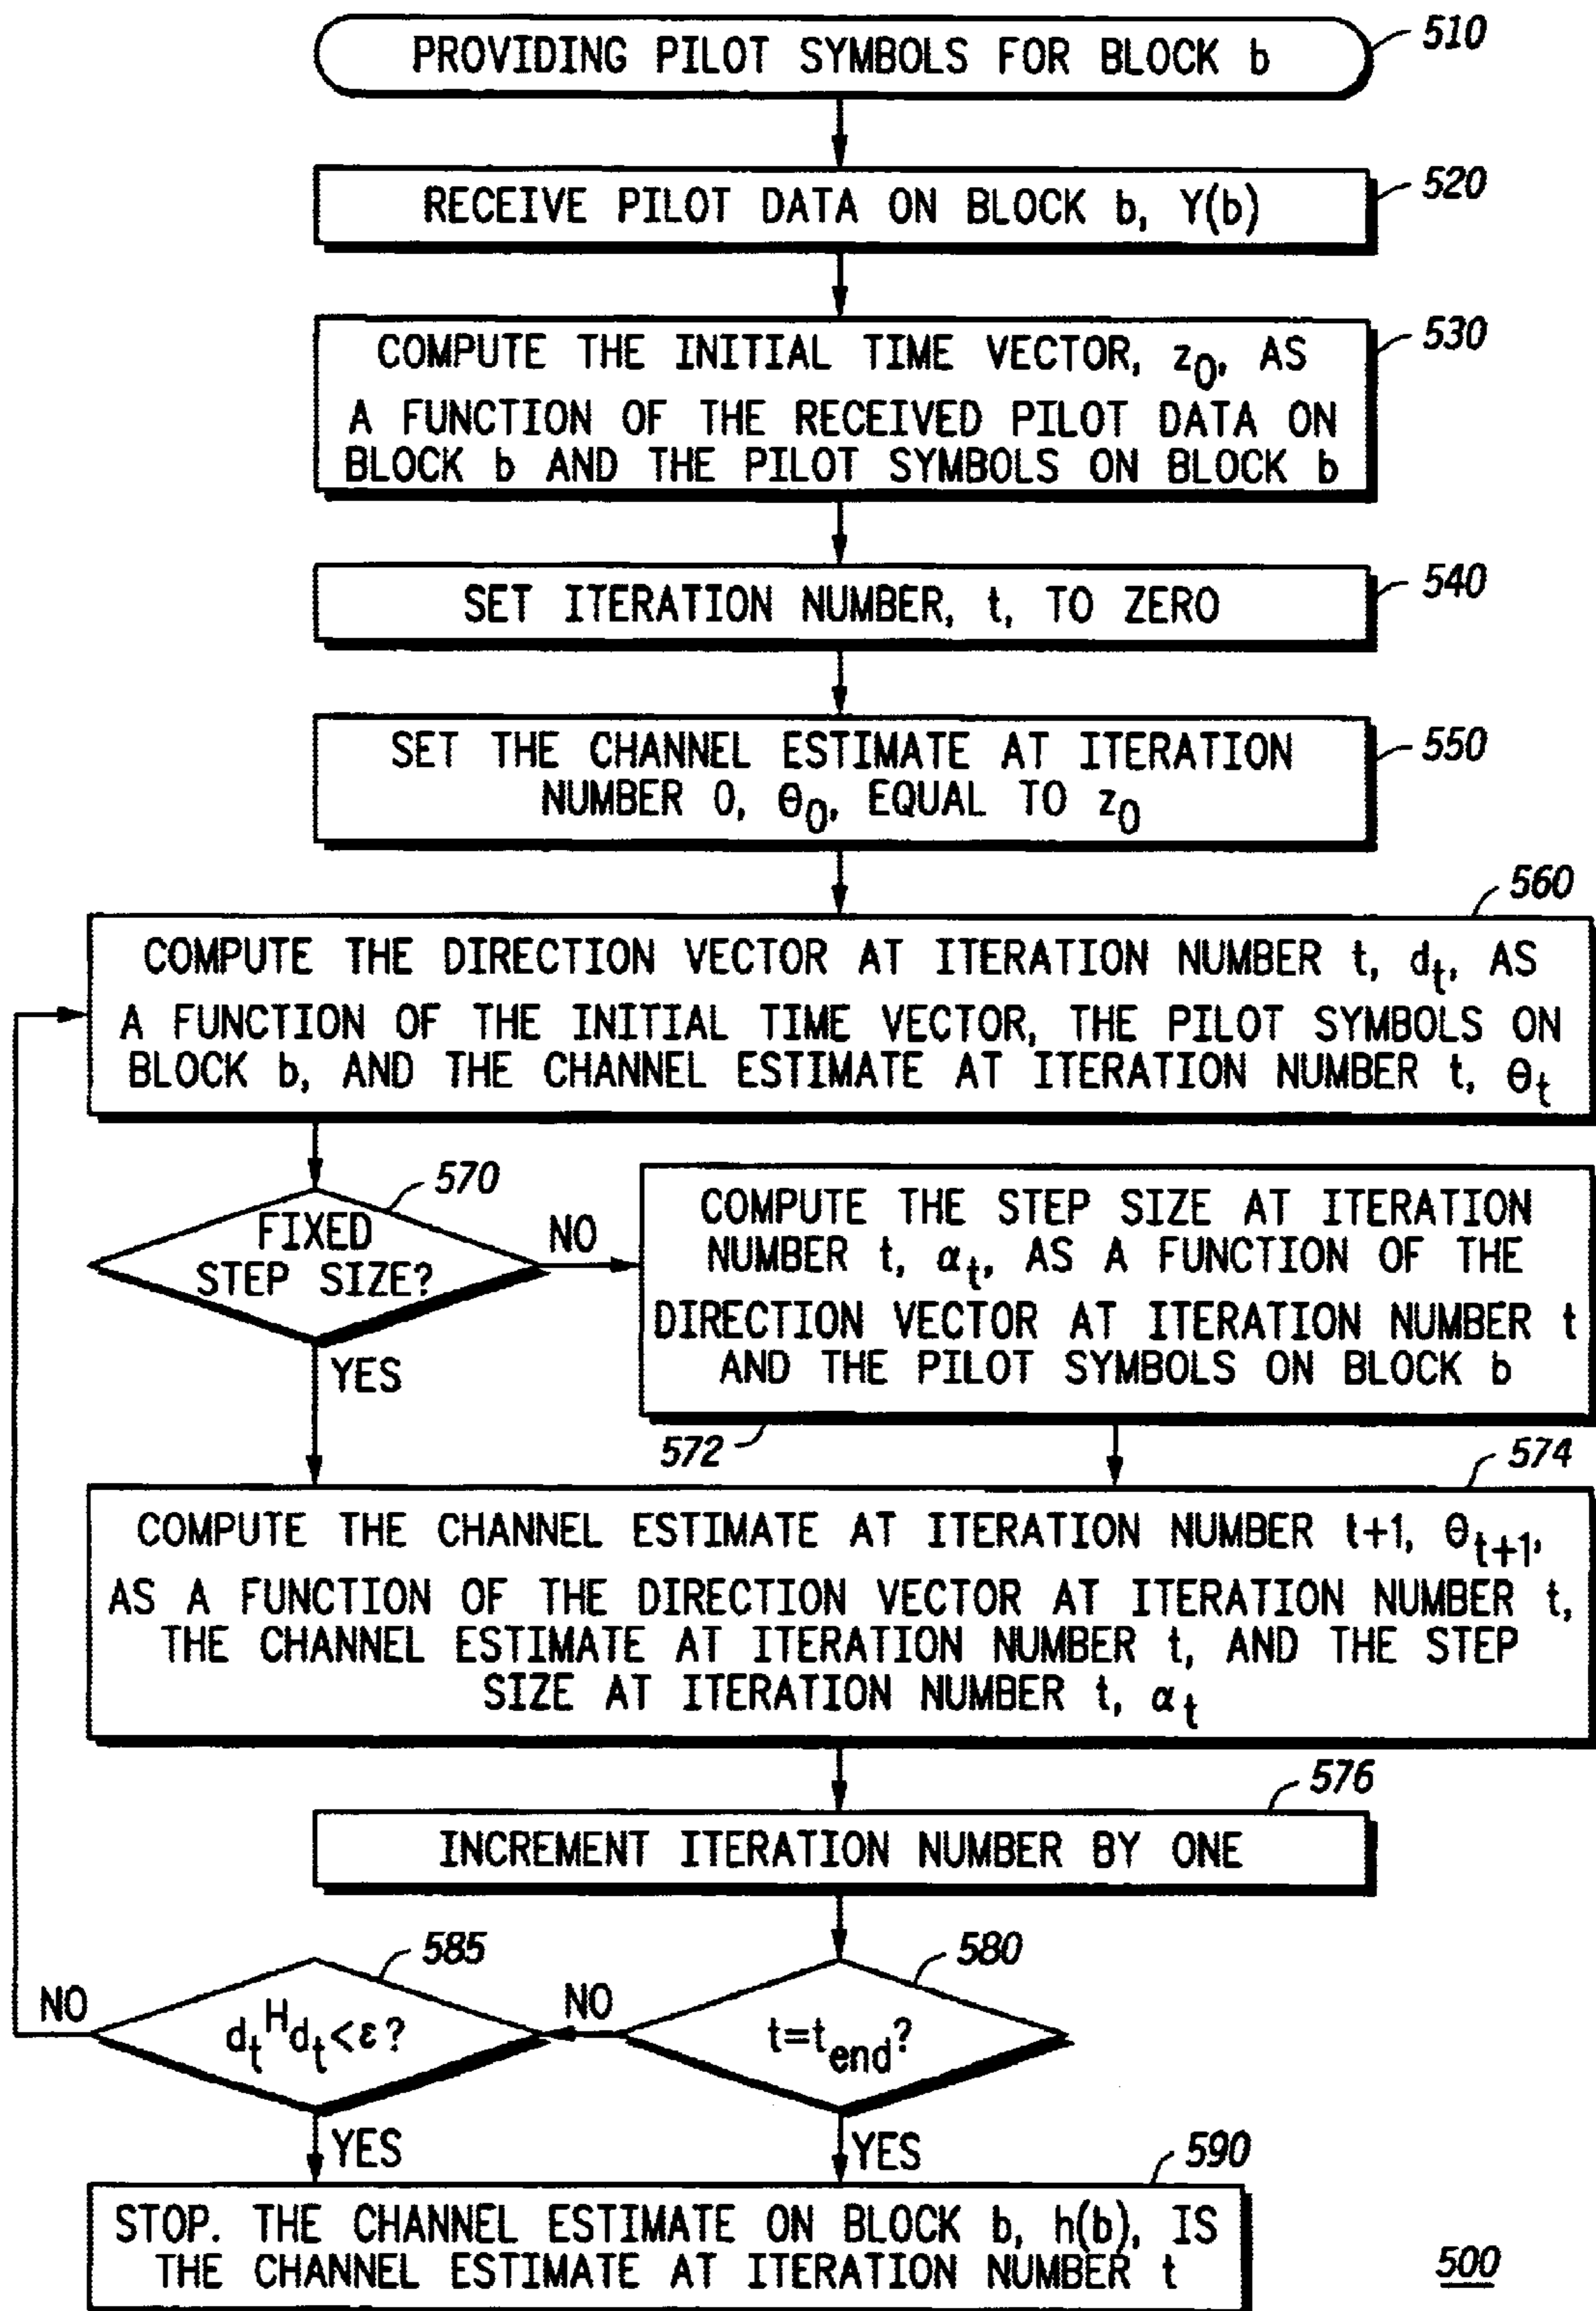 PROVIDING PILOT SYMBOLS FOR BLOCK b
510
RECEIVE PILOT DATA ON BLOCK b, Y(b)
520
COMPUTE THE INITIAL TIME VECTOR, z₀, AS
A FUNCTION OF THE RECEIVED PILOT DATA ON
BLOCK b AND THE PILOT SYMBOLS ON BLOCK b
530
SET ITERATION NUMBER, t, TO ZERO
540
SET THE CHANNEL ESTIMATE AT ITERATION
NUMBER 0, θ₀, EQUAL TO z₀
550
560
COMPUTE THE DIRECTION VECTOR AT ITERATION NUMBER t, dₜ, AS
A FUNCTION OF THE INITIAL TIME VECTOR, THE PILOT SYMBOLS ON
BLOCK b, AND THE CHANNEL ESTIMATE AT ITERATION NUMBER t, θₜ
570
FIXED
STEP SIZE?
NO
YES
COMPUTE THE STEP SIZE AT ITERATION
NUMBER t, αₜ, AS A FUNCTION OF THE
DIRECTION VECTOR AT ITERATION NUMBER t
AND THE PILOT SYMBOLS ON BLOCK b
572
574
COMPUTE THE CHANNEL ESTIMATE AT ITERATION NUMBER t+1, θₜ₊₁,
AS A FUNCTION OF THE DIRECTION VECTOR AT ITERATION NUMBER t,
THE CHANNEL ESTIMATE AT ITERATION NUMBER t, AND THE STEP
SIZE AT ITERATION NUMBER t, αₜ
576
INCREMENT ITERATION NUMBER BY ONE
585
580
NO
dₜᴴdₜ<ε?
NO
t=t_end?
YES
YES
590
STOP. THE CHANNEL ESTIMATE ON BLOCK b, h(b), IS
THE CHANNEL ESTIMATE AT ITERATION NUMBER t
500